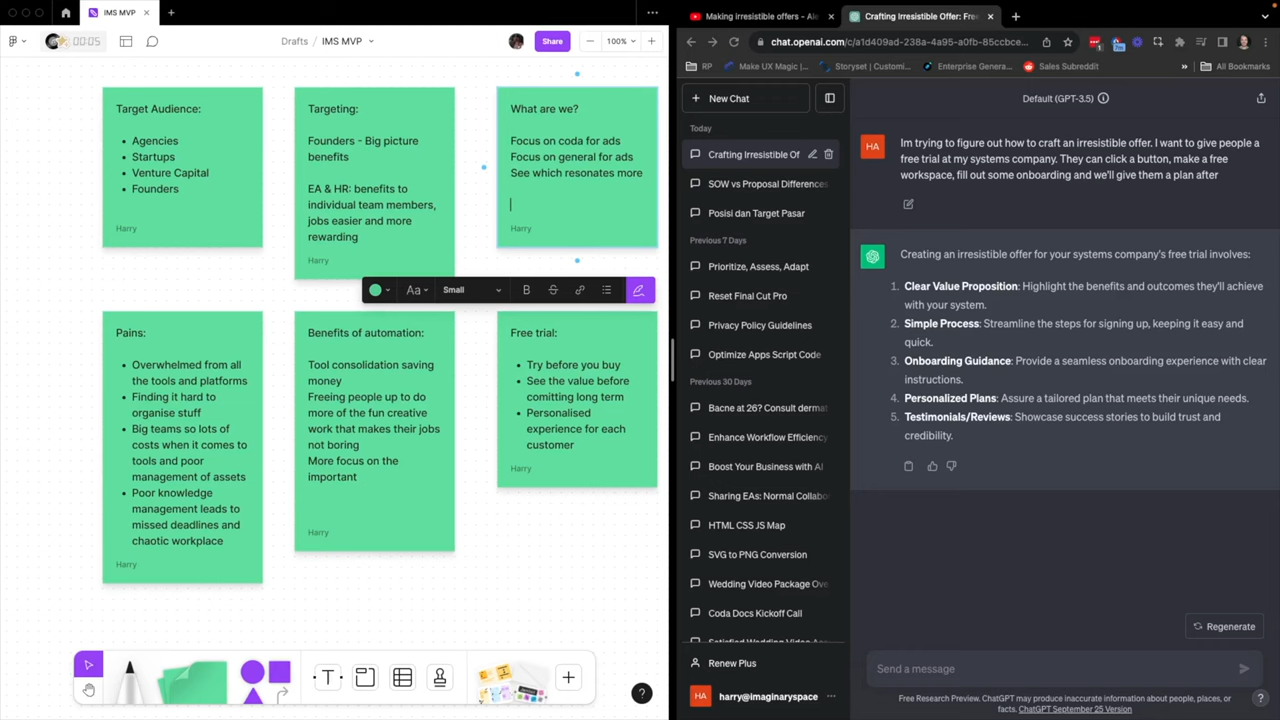 IMS MVP
00:05
Drafts / IMS MVP
Share
100%
Target Audience:
Agencies
Startups
Venture Capital
Founders
Harry
Targeting:
Founders - Big picture
benefits
EA & HR: benefits to
individual team members,
jobs easier and more
rewarding
Harry
What are we?
Focus on coda for ads
Focus on general for ads
See which resonates more
Harry
Aa
Small
B
S
Pains:
Overwhelmed from all
the tools and platforms
Finding it hard to
organise stuff
Big teams so lots of
costs when it comes to
tools and poor
management of assets
Poor knowledge
management leads to
missed deadlines and
chaotic workplace
Harry
Benefits of automation:
Tool consolidation saving
money
Freeing people up to do
more of the fun creative
work that makes their jobs
not boring
More focus on the
important
Harry
Free trial:
Try before you buy
See the value before
comitting long term
Personalised
experience for each
customer
Harry
T
?
Making irresistible offers - Ale
Crafting Irresistible Offer: Free
chat.openai.com/c/a1d409ad-238a-4a95-a0fb-85ccbce...
RP
Make UX Magic |...
Storyset | Customi...
Enterprise Genera...
Sales Subreddit
»
All Bookmarks
New Chat
Today
Crafting Irresistible Of
SOW vs Proposal Differences
Posisi dan Target Pasar
Previous 7 Days
Prioritize, Assess, Adapt
Reset Final Cut Pro
Privacy Policy Guidelines
Optimize Apps Script Code
Previous 30 Days
Bacne at 26? Consult dermat
Enhance Workflow Efficiency
Boost Your Business with AI
Sharing EAs: Normal Collabo
HTML CSS JS Map
SVG to PNG Conversion
Wedding Video Package Ove
Coda Docs Kickoff Call
Satisfied Wedding Video
Renew Plus
HA
harry@imaginaryspace
Default (GPT-3.5)
HA
Im trying to figure out how to craft an irresistible offer. I want to give people a
free trial at my systems company. They can click a button, make a free
workspace, fill out some onboarding and we'll give them a plan after
Creating an irresistible offer for your systems company's free trial involves:
1. Clear Value Proposition: Highlight the benefits and outcomes they'll achieve
with your system.
2. Simple Process: Streamline the steps for signing up, keeping it easy and
quick.
3. Onboarding Guidance: Provide a seamless onboarding experience with clear
instructions.
4. Personalized Plans: Assure a tailored plan that meets their unique needs.
5. Testimonials/Reviews: Showcase success stories to build trust and
credibility.
Regenerate
Send a message
Free Research Preview. ChatGPT may produce inaccurate information about people, places, or
facts. ChatGPT September 25 Version
?